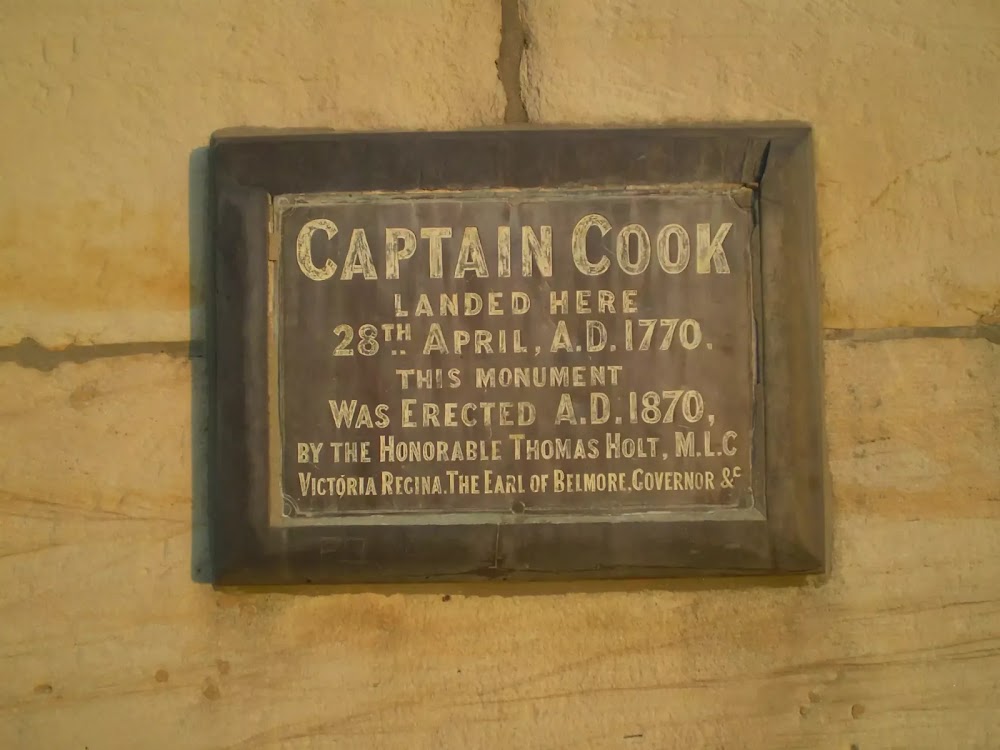 CAPTAIN COOK
LANDED HERE
28TH APRIL, A.D. 1770.
THIS MONUMENT
WAS ERECTED A.D. 1870,
BY THE HONORABLE THOMAS HOLT, M.L.C
VICTORIA REGINA. THE EARL OF BELMORE. GOVERNOR &c